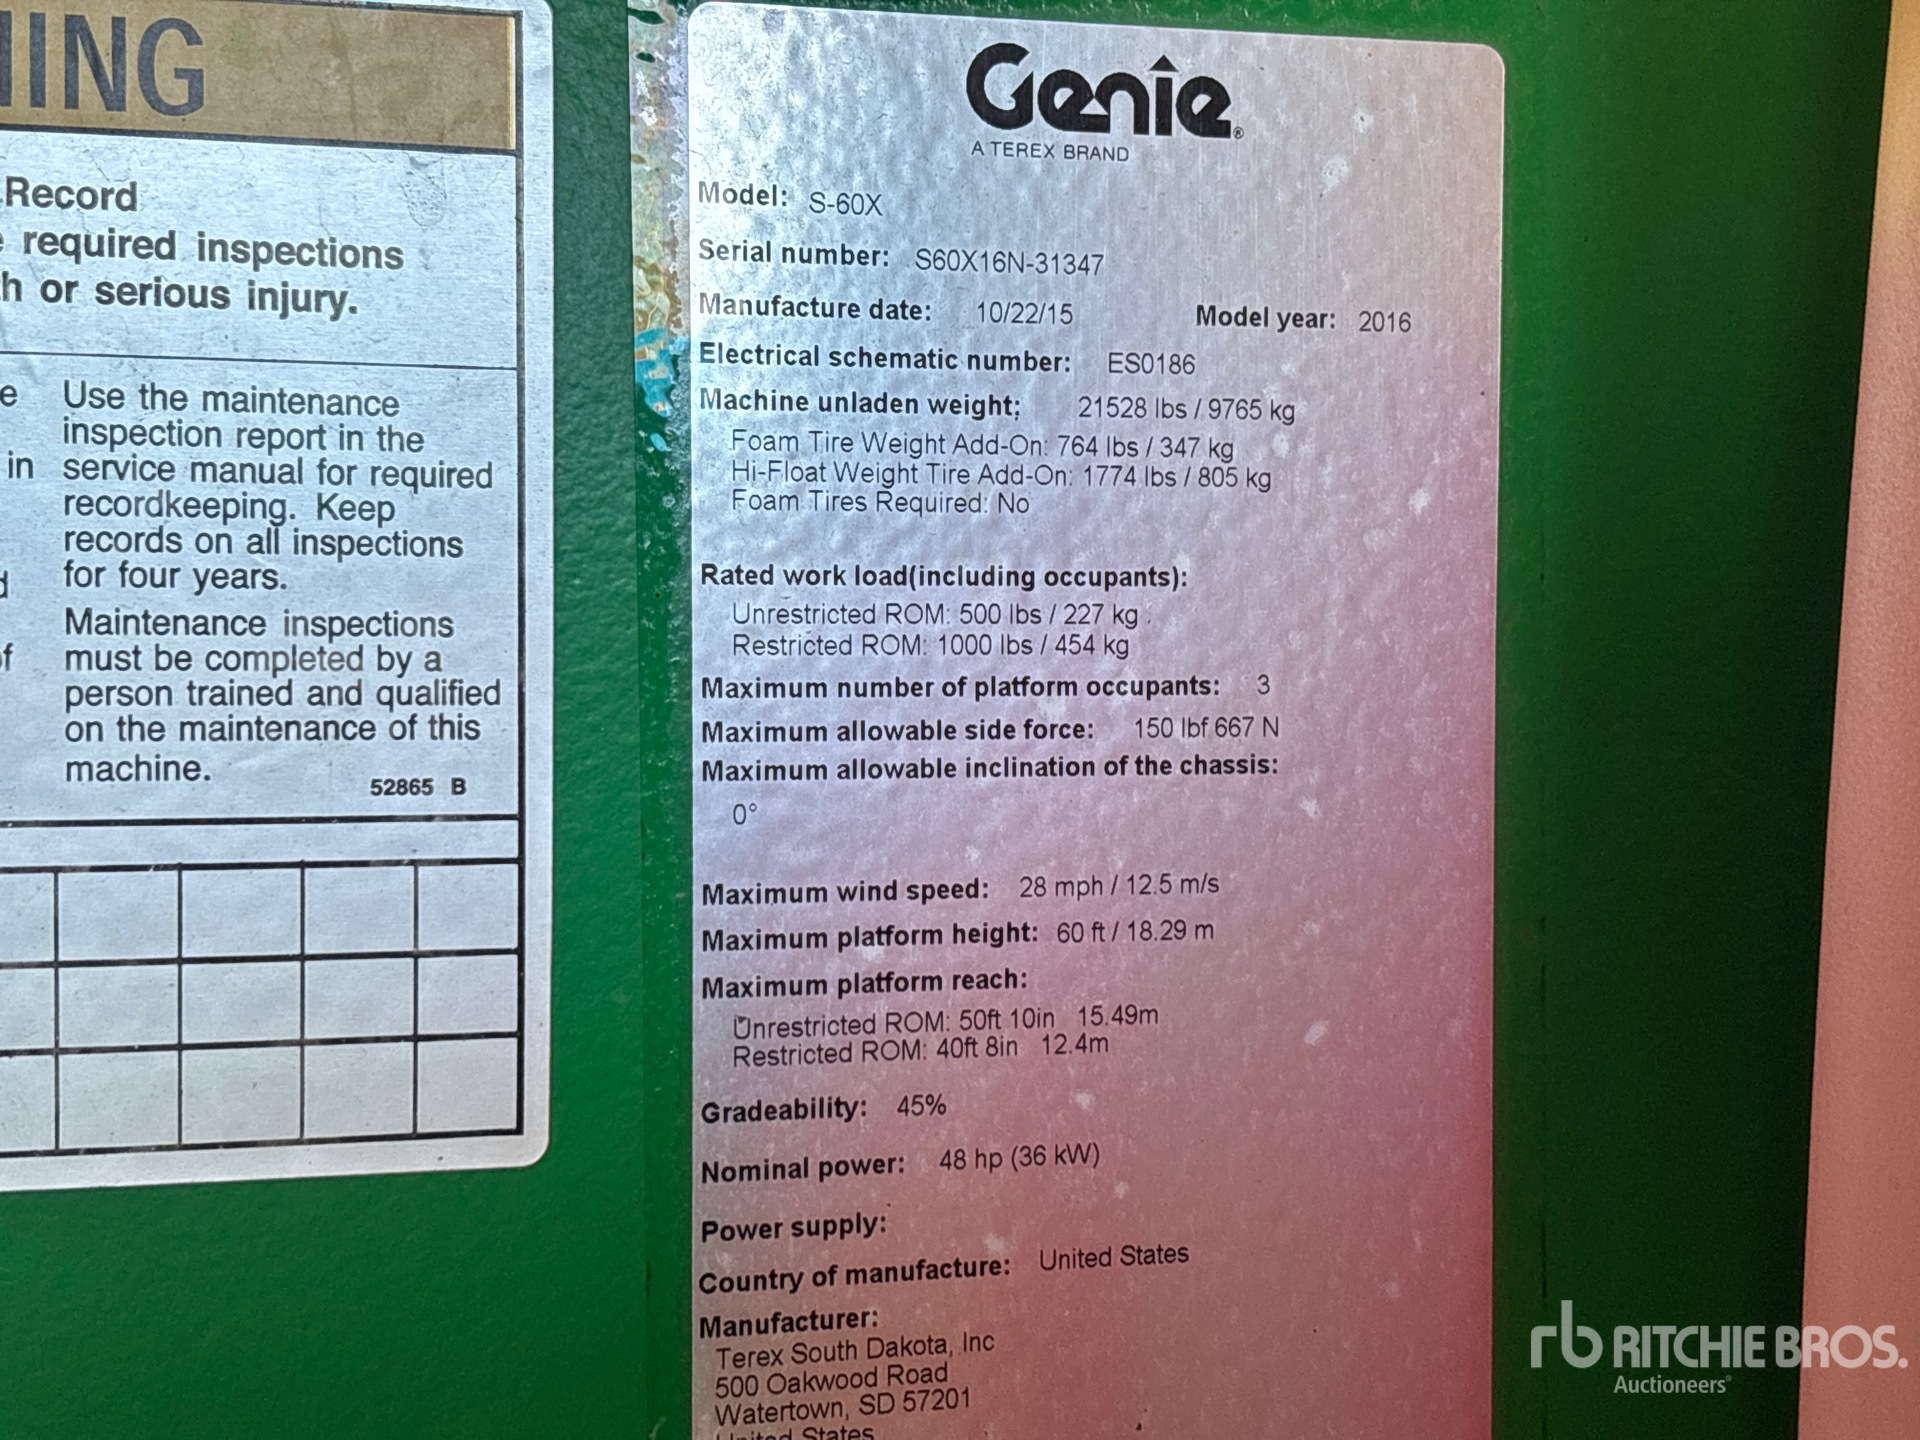 ING
Record
required inspections
h or serious injury.
e
in
d
of
Use the maintenance
inspection report in the
service manual for required
recordkeeping. Keep
records on all inspections
for four years.
Maintenance inspections
must be completed by a
person trained and qualified
on the maintenance of this
machine.
52865 B
Genie®
A TEREX BRAND
Model: S-60X
Serial number: S60X16N-31347
Manufacture date: 10/22/15 Model year: 2016
Electrical schematic number: ES0186
Machine unladen weight: 21528 lbs / 9765 kg
Foam Tire Weight Add-On: 764 lbs / 347 kg
Hi-Float Weight Tire Add-On: 1774 lbs / 805 kg
Foam Tires Required: No
Rated work load(including occupants):
Unrestricted ROM: 500 lbs / 227 kg
Restricted ROM: 1000 lbs / 454 kg
Maximum number of platform occupants: 3
Maximum allowable side force: 150 lbf 667 N
Maximum allowable inclination of the chassis:
0°
Maximum wind speed: 28 mph / 12.5 m/s
Maximum platform height: 60 ft / 18.29 m
Maximum platform reach:
Unrestricted ROM: 50ft 10in 15.49m
Restricted ROM: 40ft 8in 12.4m
Gradeability: 45%
Nominal power: 48 hp (36 kW)
Power supply:
Country of manufacture: United States
Manufacturer:
Terex South Dakota, Inc
500 Oakwood Road
Watertown, SD 57201
United States
rb RITCHIE BROS.
Auctioneers®